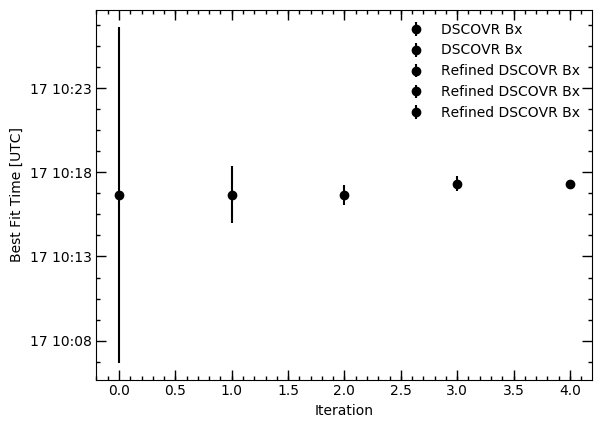 DSCOVR Bx
DSCOVR Bx
Refined DSCOVR Bx
Refined DSCOVR Bx
Refined DSCOVR Bx
17 10:23
17 10:18
17 10:13
17 10:08
Best Fit Time [UTC]
0.0 0.5 1.0 1.5 2.0 2.5 3.0 3.5 4.0
Iteration